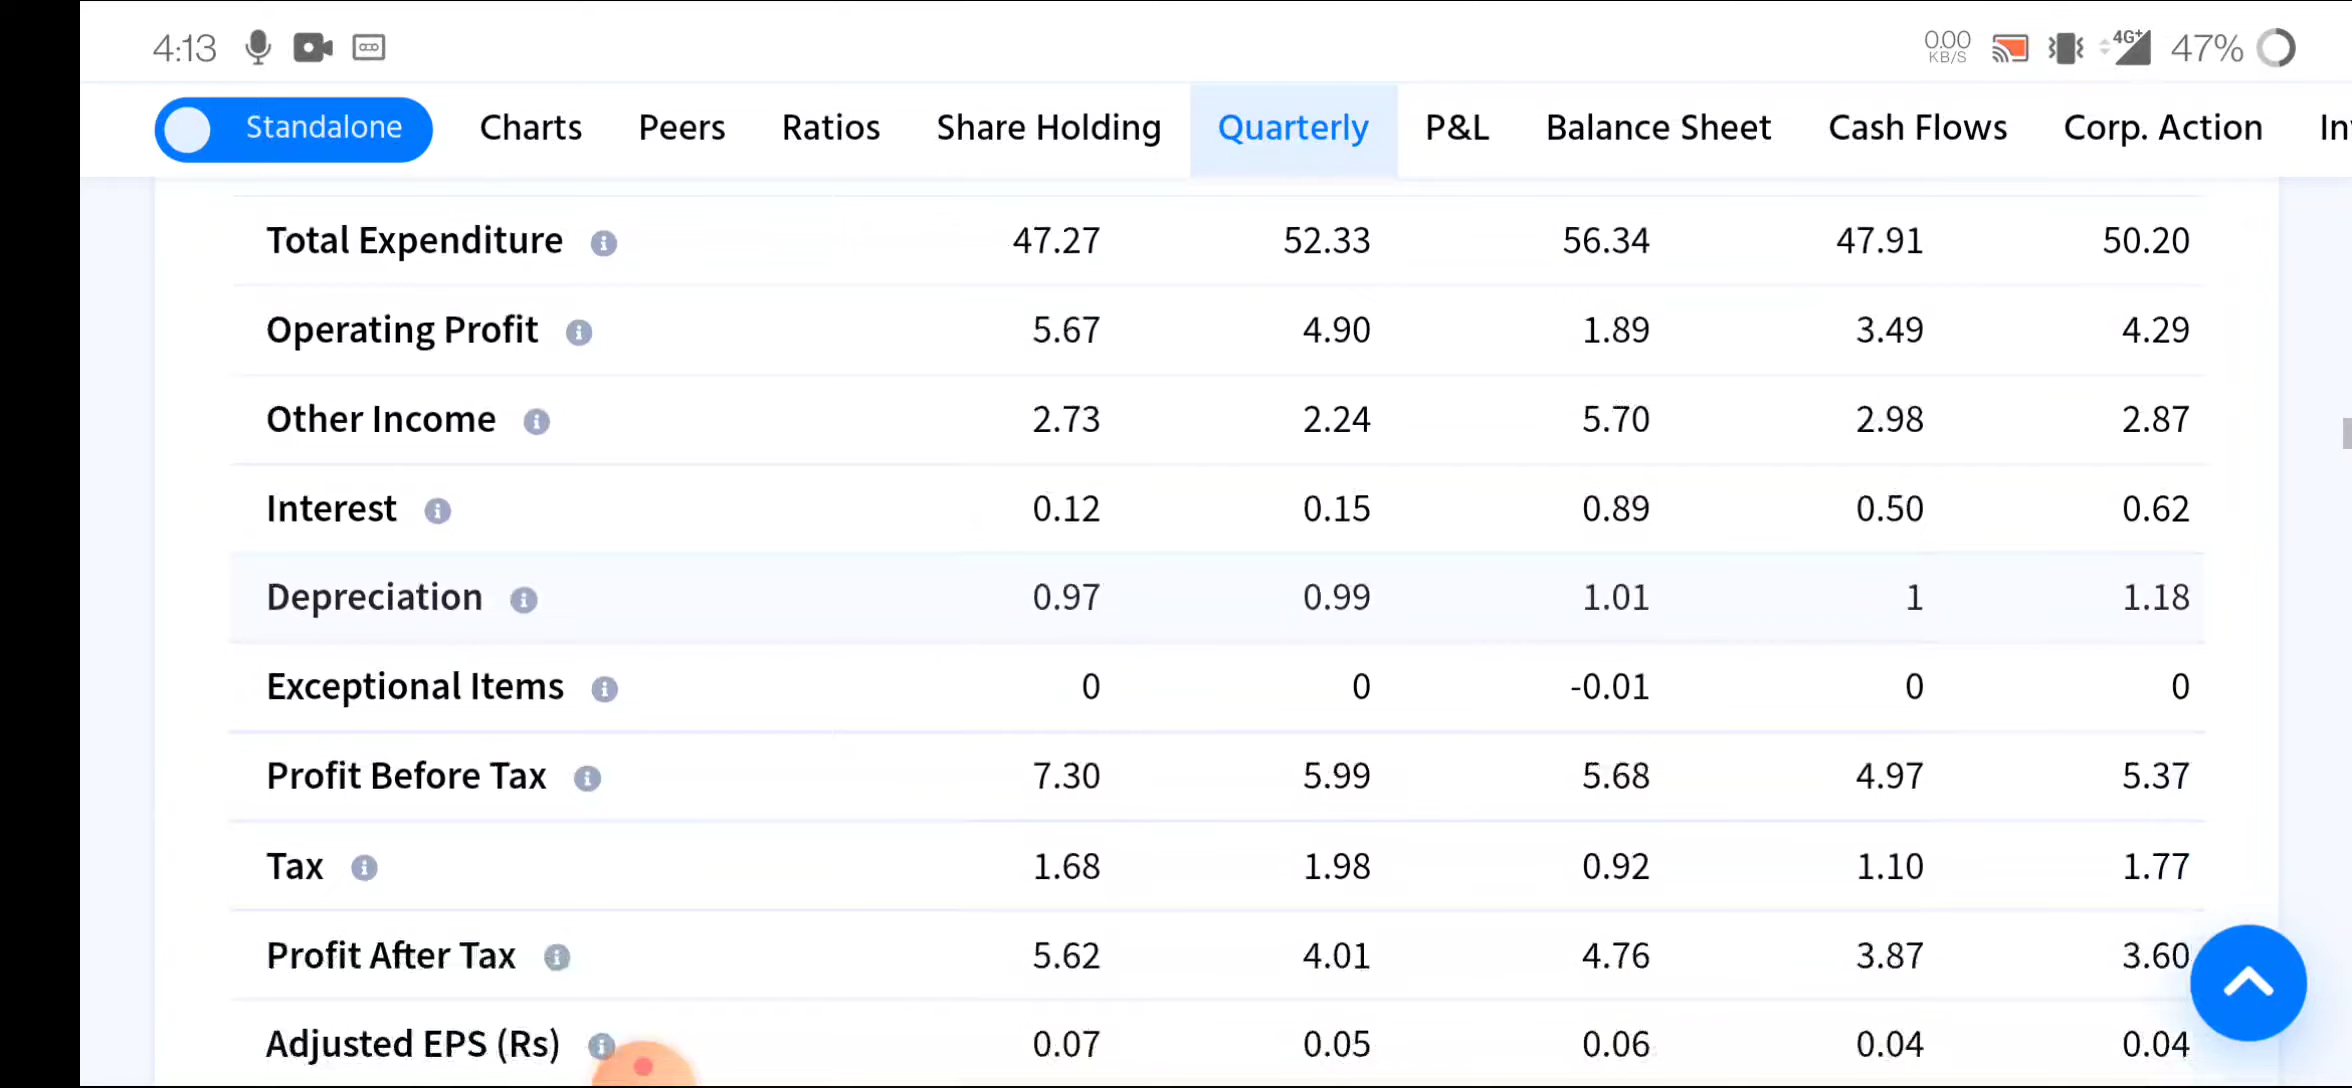 4:13 0.00 KB/S 4G+ 47%
Standalone Charts Peers Ratios Share Holding Quarterly P&L Balance Sheet Cash Flows Corp. Action
Total Expenditure 47.27 52.33 56.34 47.91 50.20
Operating Profit 5.67 4.90 1.89 3.49 4.29
Other Income 2.73 2.24 5.70 2.98 2.87
Interest 0.12 0.15 0.89 0.50 0.62
Depreciation 0.97 0.99 1.01 1 1.18
Exceptional Items 0 0 -0.01 0 0
Profit Before Tax 7.30 5.99 5.68 4.97 5.37
Tax 1.68 1.98 0.92 1.10 1.77
Profit After Tax 5.62 4.01 4.76 3.87 3.60
Adjusted EPS (Rs) 0.07 0.05 0.06 0.04 0.04